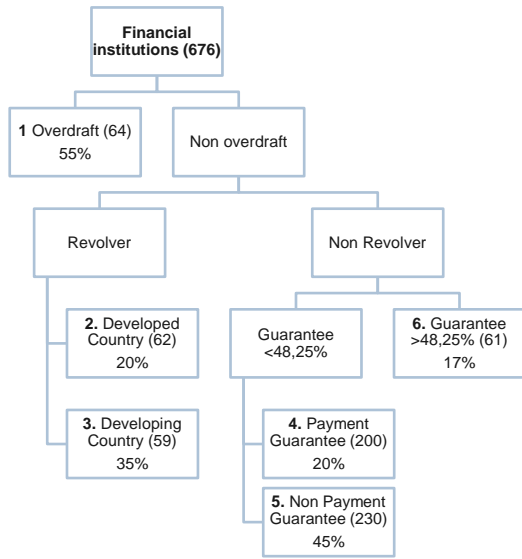 Financial
institutions (676)
1 Overdraft (64)
55%
Non overdraft
Revolver
Non Revolver
2. Developed
Country (62)
20%
Guarantee
<48,25%
6. Guarantee
>48,25% (61)
17%
3. Developing
Country (59)
35%
4. Payment
Guarantee (200)
20%
5. Non Payment
Guarantee (230)
45%